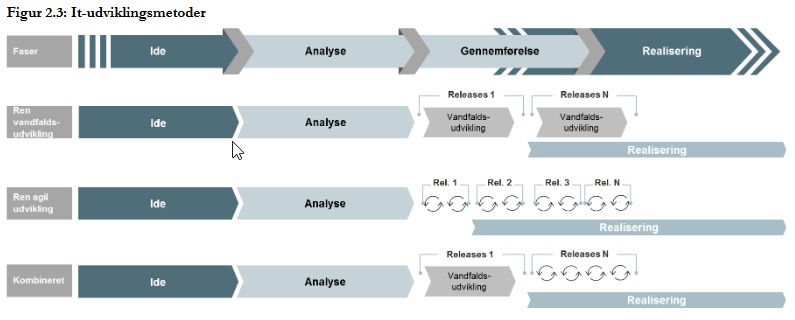 Figur 2.3: It-udviklingsmetoder
Faser
Ide
Analyse
Gennemførelse
Realisering
Ren
vandfalds-
udvikling
Ide
Analyse
Releases 1
Vandfalds-
udvikling
Releases N
Vandfalds-
udvikling
Realisering
Ren agil
udvikling
Ide
Analyse
Rel. 1
Rel. 2
Rel. 3
Rel. N
Realisering
Kombineret
Ide
Analyse
Releases 1
Vandfalds-
udvikling
Releases N
Realisering